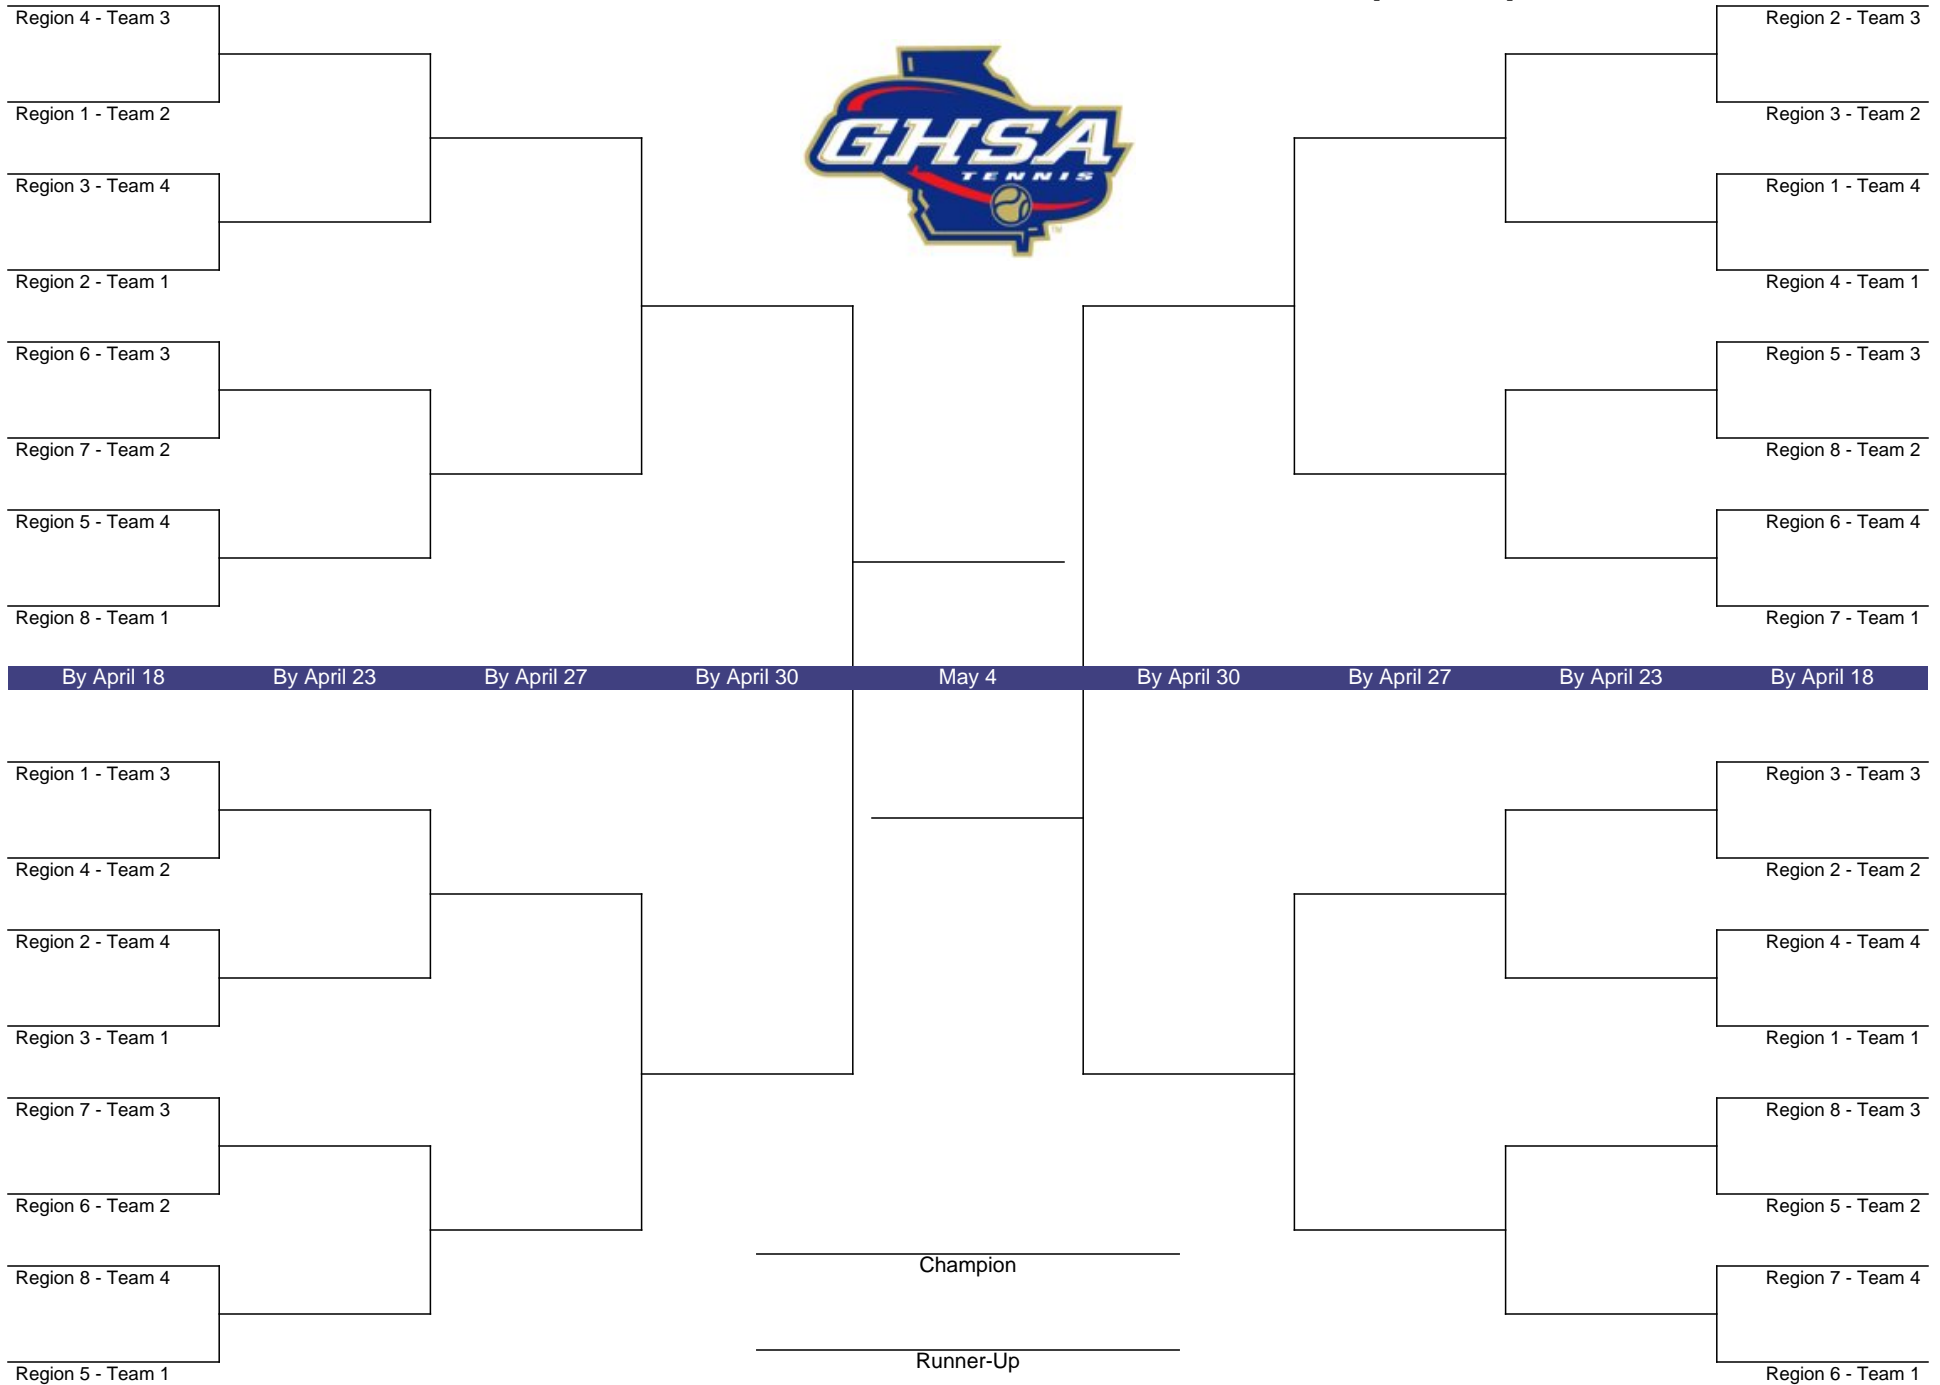 Region 4 - Team 3
Region 1 - Team 2
Region 3 - Team 4
Region 2 - Team 1
Region 6 - Team 3
Region 7 - Team 2
Region 5 - Team 4
Region 8 - Team 1
GHSA
TENNIS
TM
Region 2 - Team 3
Region 3 - Team 2
Region 1 - Team 4
Region 4 - Team 1
Region 5 - Team 3
Region 8 - Team 2
Region 6 - Team 4
Region 7 - Team 1
By April 18 By April 23 By April 27 By April 30 May 4 By April 30 By April 27 By April 23 By April 18
Region 1 - Team 3
Region 4 - Team 2
Region 2 - Team 4
Region 3 - Team 1
Region 7 - Team 3
Region 6 - Team 2
Region 8 - Team 4
Region 5 - Team 1
Champion
Runner-Up
Region 3 - Team 3
Region 2 - Team 2
Region 4 - Team 4
Region 1 - Team 1
Region 8 - Team 3
Region 5 - Team 2
Region 7 - Team 4
Region 6 - Team 1